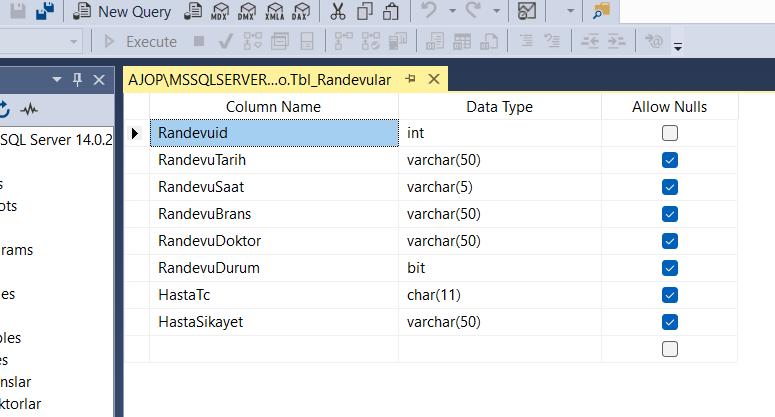 New Query MDX DMX XMLA DAX
Execute
AJOP\MSSQLSERVER...o.Tbl_Randevular
Column Name Data Type Allow Nulls
Randevuid int
SQL Server 14.0.2
RandevuTarih varchar(50)
RandevuSaat varchar(5)
RandevuBrans varchar(50)
RandevuDoktor varchar(50)
rams
RandevuDurum bit
HastaTc char(11)
es
HastaSikayet varchar(50)
bles
es
nslar
ktorlar